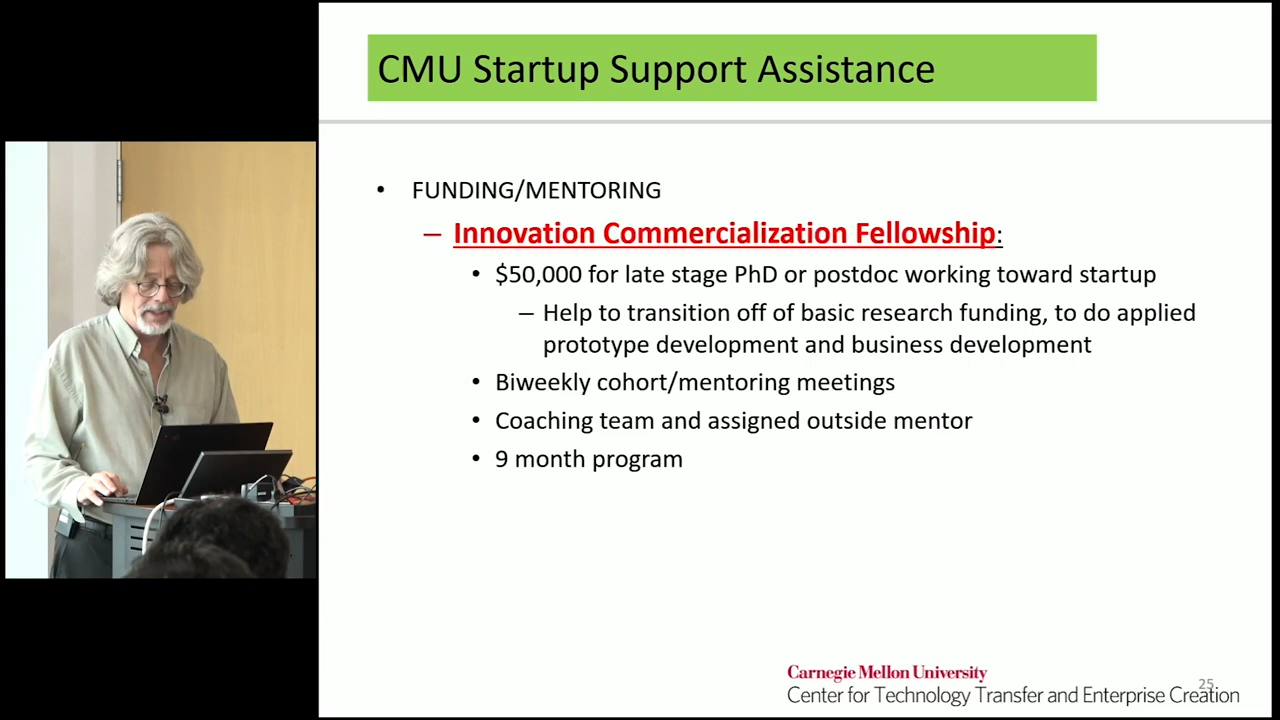 CMU Startup Support Assistance
• FUNDING/MENTORING
– Innovation Commercialization Fellowship:
• $50,000 for late stage PhD or postdoc working toward startup
– Help to transition off of basic research funding, to do applied
prototype development and business development
• Biweekly cohort/mentoring meetings
• Coaching team and assigned outside mentor
• 9 month program
Carnegie Mellon University
25
Center for Technology Transfer and Enterprise Creation